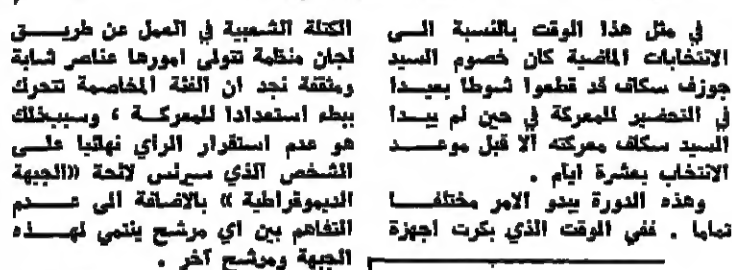 في مثل هذا الوقت بالنسبة الى
الانتخابات الماضية كان خصوم السيد
جوزف سكاف قد قطعوا شوطا بعيدا
في التحضير للمعركة في حين لم يبدا
السيد سكاف معركته الا قبل موعد
الانتخاب بعشرة ايام .
وهذه الدورة يبدو الامر مختلفا
تماما . ففي الوقت الذي بكرت اجهزة
الكتلة الشعبية في العمل عن طريق
لجان منظمة تتولى امورها عناصر شابة
ومثقفة نجد ان الفئة المخاصمة تتحرك
ببطء استعدادا للمعركة ، وسبب ذلك
هو عدم استقرار الراي نهائيا على
الشخص الذي سيرئس لائحة «الجبهة
الديموقراطية » بالاضافة الى عدم
التفاهم بين اي مرشح ينتمي لهذه
الجبهة ومرشح آخر .